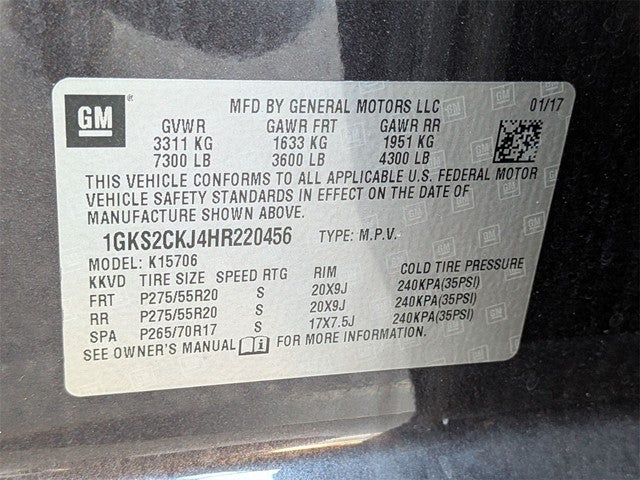 GM ® MFD BY GENERAL MOTORS LLC 01/17
GVWR GAWR FRT GAWR RR
3311 KG 1633 KG 1951 KG
7300 LB 3600 LB 4300 LB
THIS VEHICLE CONFORMS TO ALL APPLICABLE U.S. FEDERAL MOTOR
VEHICLE SAFETY STANDARDS IN EFFECT ON THE DATE OF
MANUFACTURE SHOWN ABOVE.
1GKS2CKJ4HR220456 TYPE: M.P.V.
MODEL: K15706
KKVD TIRE SIZE SPEED RTG RIM COLD TIRE PRESSURE
FRT P275/55R20 S 20X9J 240KPA(35PSI)
RR P275/55R20 S 20X9J 240KPA(35PSI)
SPA P265/70R17 S 17X7.5J 240KPA(35PSI)
SEE OWNER'S MANUAL FOR MORE INFORMATION.